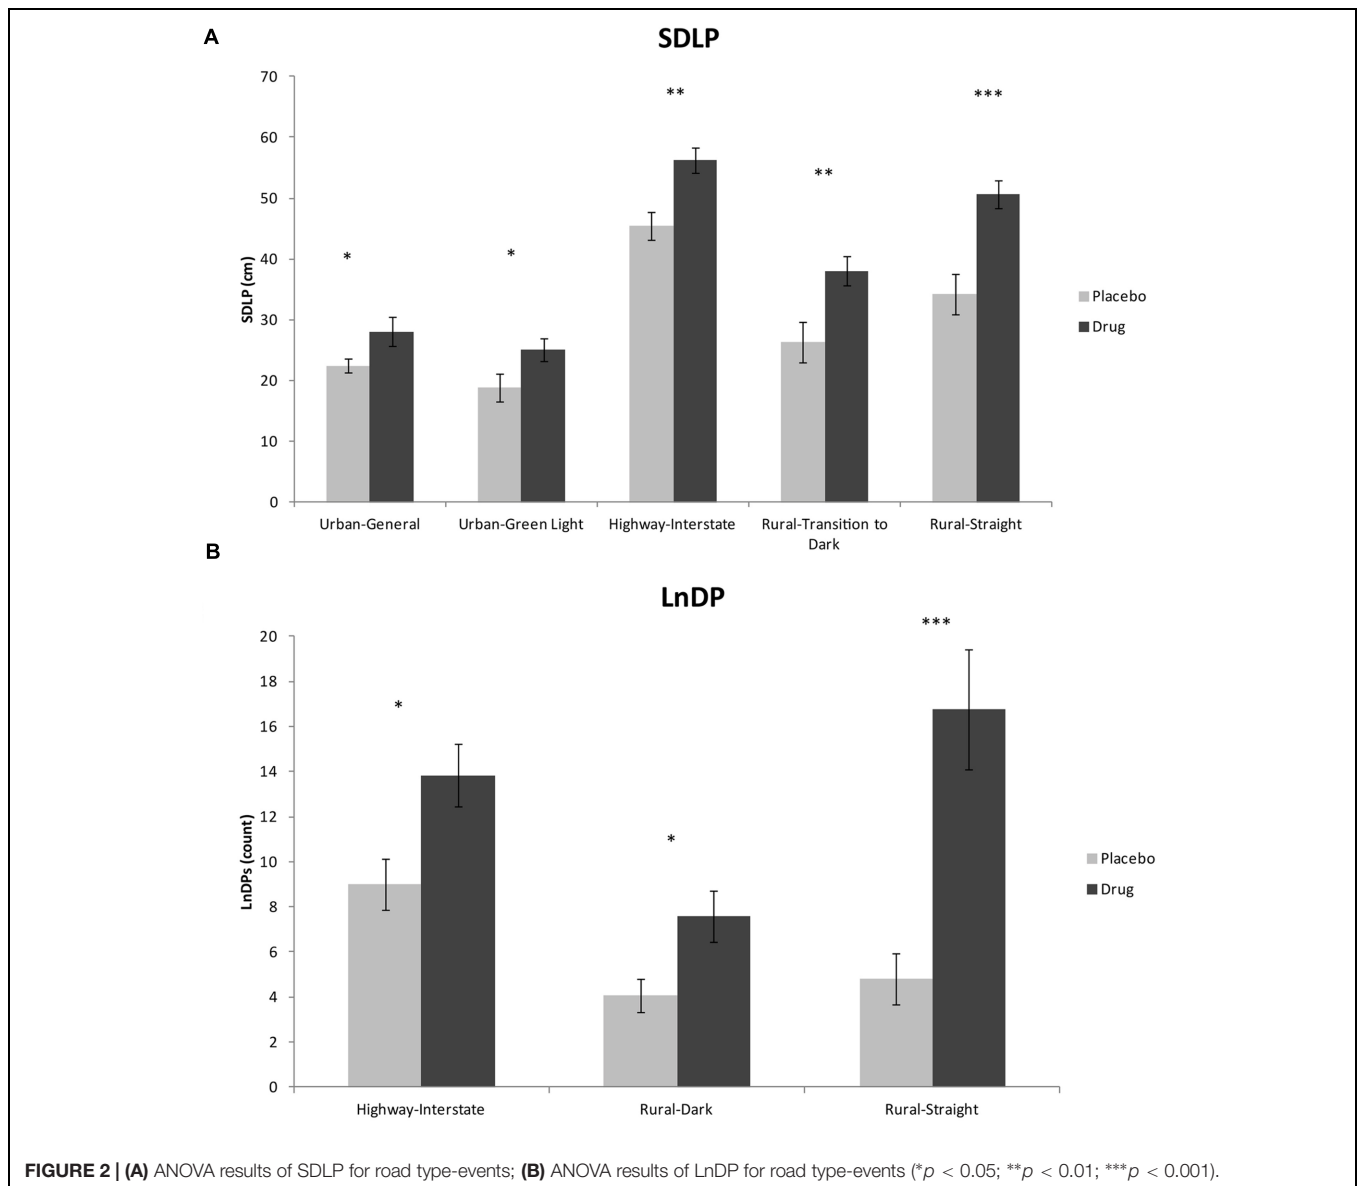 A
SDLP
70
60
50
40
30
20
10
0
SDLP (cm)
*
*
**
**
***
Urban-General
Urban-Green Light
Highway-Interstate
Rural-Transition to
Dark
Rural-Straight
Placebo
Drug
B
LnDP
20
18
16
14
12
10
8
6
4
2
0
LnDPs (count)
*
*
***
Highway-Interstate
Rural-Dark
Rural-Straight
Placebo
Drug
FIGURE 2 | (A) ANOVA results of SDLP for road type-events; (B) ANOVA results of LnDP for road type-events (*p < 0.05; **p < 0.01; ***p < 0.001).